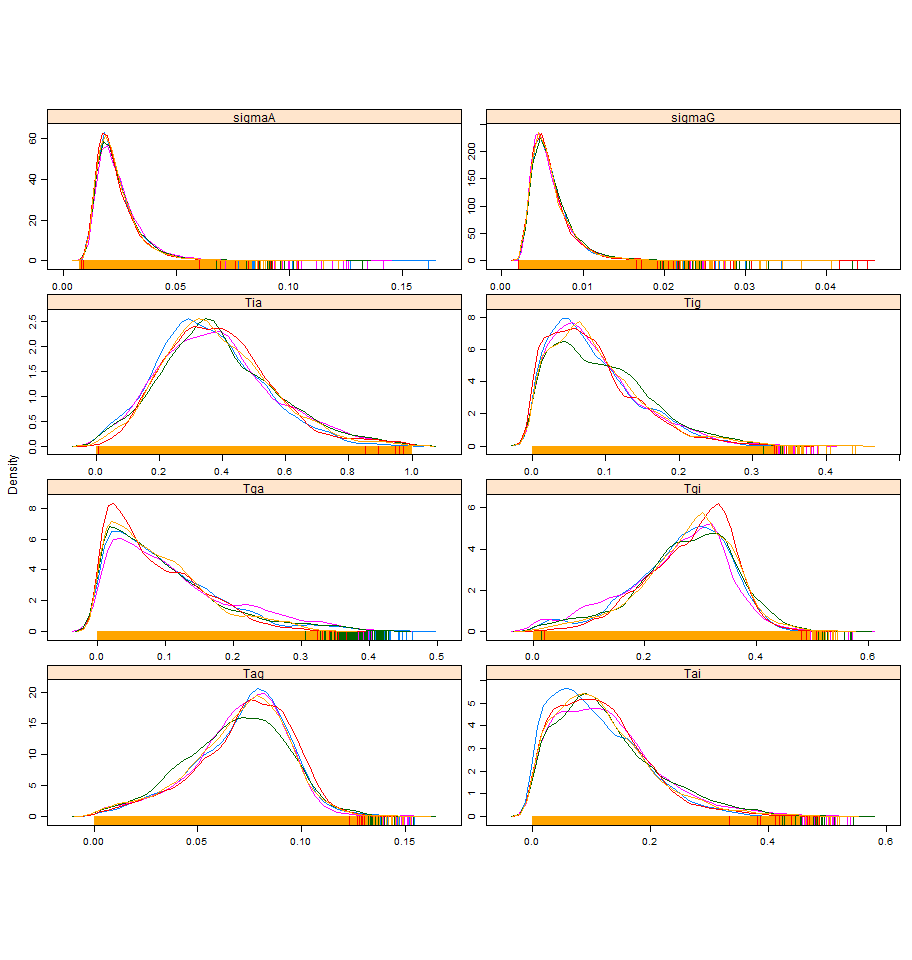 sigmaA
sigmaG
0 20 40 60
0 50 100 150 200
0.00 0.05 0.10 0.15
0.00 0.01 0.02 0.03 0.04
Tia
Tig
0.0 0.5 1.0 1.5 2.0 2.5
0 2 4 6 8
0.0 0.2 0.4 0.6 0.8 1.0
0.0 0.1 0.2 0.3 0.4
Density
Tga
Tgi
0 2 4 6 8
0 2 4 6
0.0 0.1 0.2 0.3 0.4 0.5
0.0 0.2 0.4 0.6
Tag
Tai
0 5 10 15 20
0 1 2 3 4 5
0.00 0.05 0.10 0.15
0.0 0.2 0.4 0.6